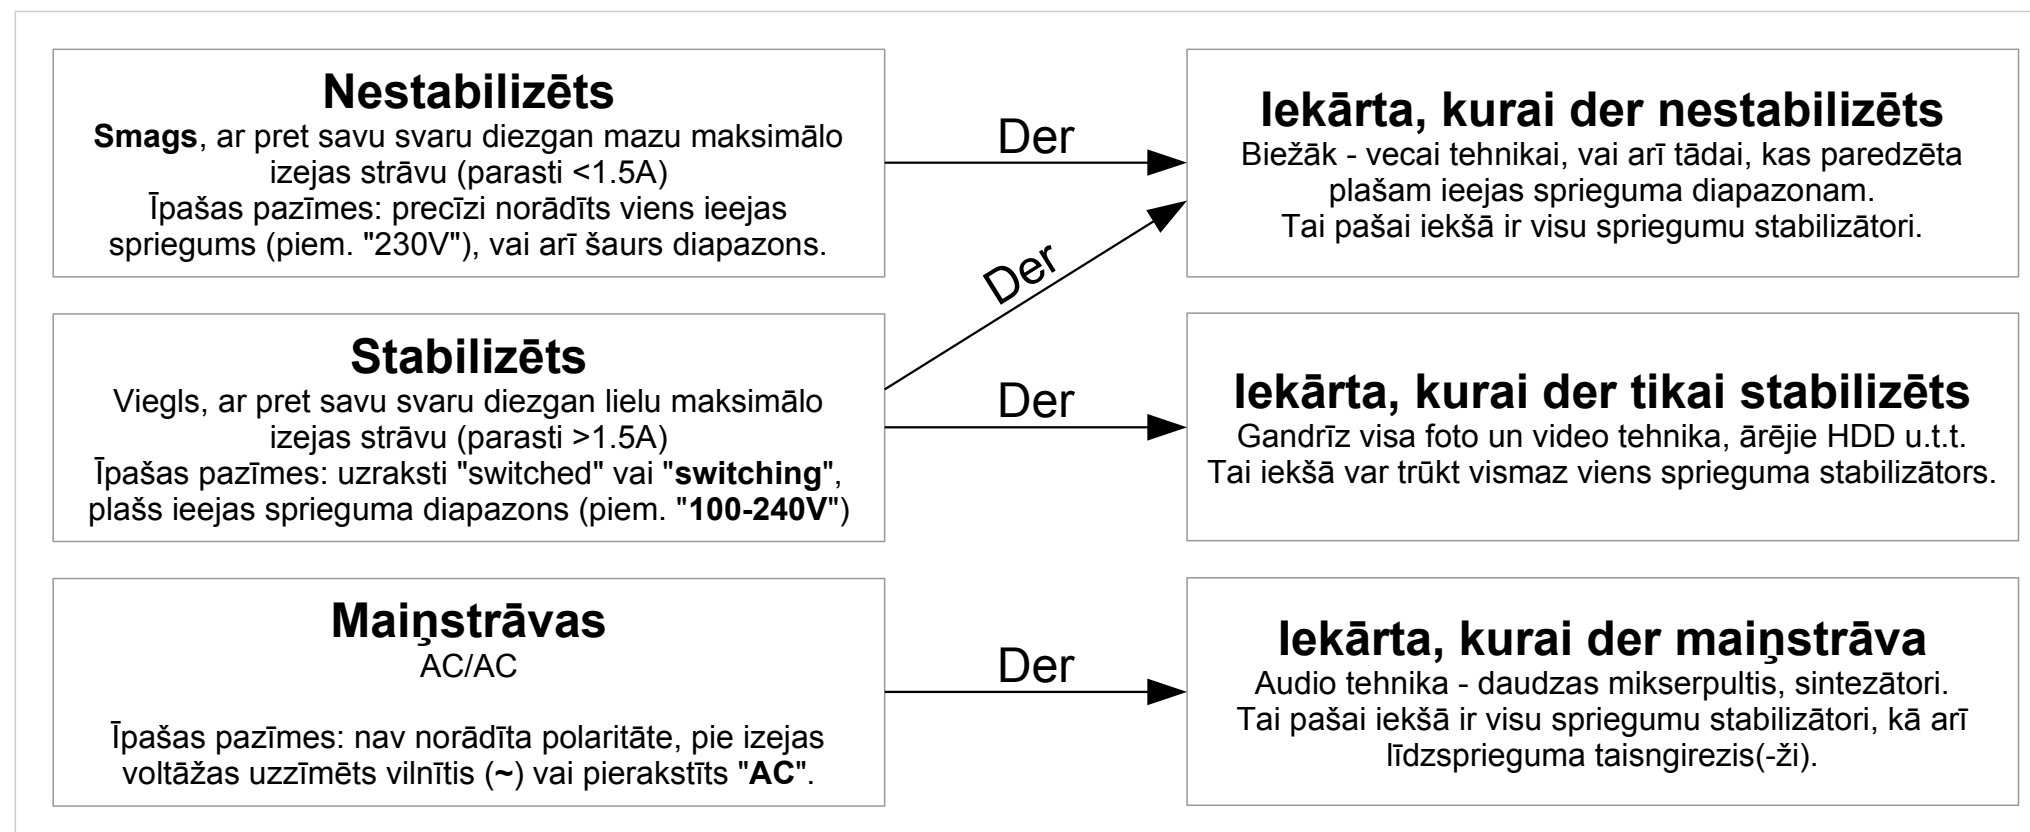 Nestabilizēts
Smags, ar pret savu svaru diezgan mazu maksimālo
izejas strāvu (parasti <1.5A)
Īpašas pazīmes: precīzi norādīts viens ieejas
spriegums (piem. "230V"), vai arī šaurs diapazons.
Der
Iekārta, kurai der nestabilizēts
Biežāk - vecai tehnikai, vai arī tādai, kas paredzēta
plašam ieejas sprieguma diapazonam.
Tai pašai iekšā ir visu spriegumu stabilizātori.
Der
Stabilizēts
Viegls, ar pret savu svaru diezgan lielu maksimālo
izejas strāvu (parasti >1.5A)
Īpašas pazīmes: uzraksti "switched" vai "switching",
plašs ieejas sprieguma diapazons (piem. "100-240V")
Der
Iekārta, kurai der tikai stabilizēts
Gandrīz visa foto un video tehnika, ārējie HDD u.t.t.
Tai iekšā var trūkt vismaz viens sprieguma stabilizātors.
Maiņstrāvas
AC/AC
Īpašas pazīmes: nav norādīta polaritāte, pie izejas
voltāžas uzzīmēts vilnītis (~) vai pierakstīts "AC".
Der
Iekārta, kurai der maiņstrāva
Audio tehnika - daudzas mikserpultis, sintezātori.
Tai pašai iekšā ir visu spriegumu stabilizātori, kā arī
līdzsprieguma taisngirezis(-ži).